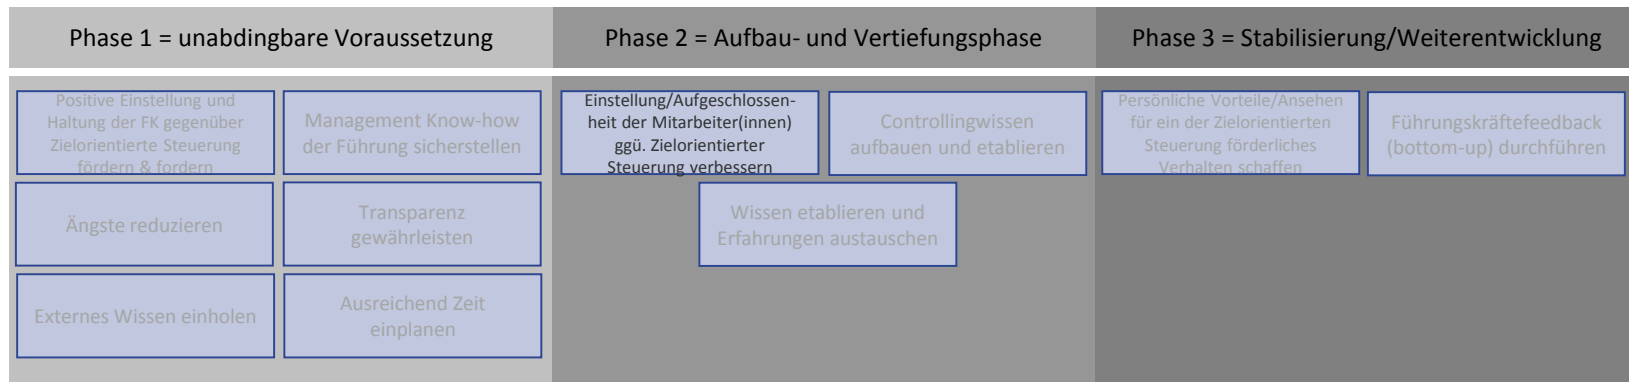 Phase 1 = unabdingbare Voraussetzung
Phase 2 = Aufbau- und Vertiefungsphase
Phase 3 = Stabilisierung/Weiterentwicklung
Positive Einstellung und
Haltung der FK gegenüber
Zielorientierte Steuerung
fördern & fordern
Management Know-how
der Führung sicherstellen
Ängste reduzieren
Transparenz
gewährleisten
Externes Wissen einholen
Ausreichend Zeit
einplanen
Einstellung/Aufgeschlossen-
heit der Mitarbeiter(innen)
ggü. Zielorientierter
Steuerung verbessern
Controllingwissen
aufbauen und etablieren
Wissen etablieren und
Erfahrungen austauschen
Persönliche Vorteile/Ansehen
für ein der Zielorientierten
Steuerung förderliches
Verhalten schaffen
Führungskräftefeedback
(bottom-up) durchführen